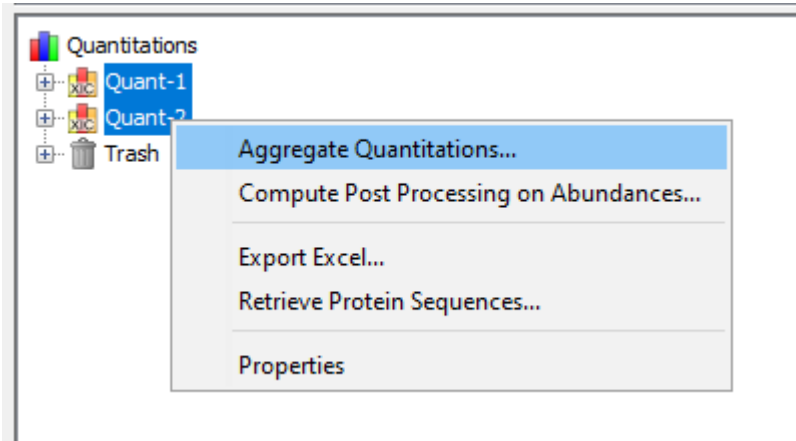 Quantitations
XIC Quant-1
XIC Quant-2
Trash
Aggregate Quantitations...
Compute Post Processing on Abundances...
Export Excel...
Retrieve Protein Sequences...
Properties